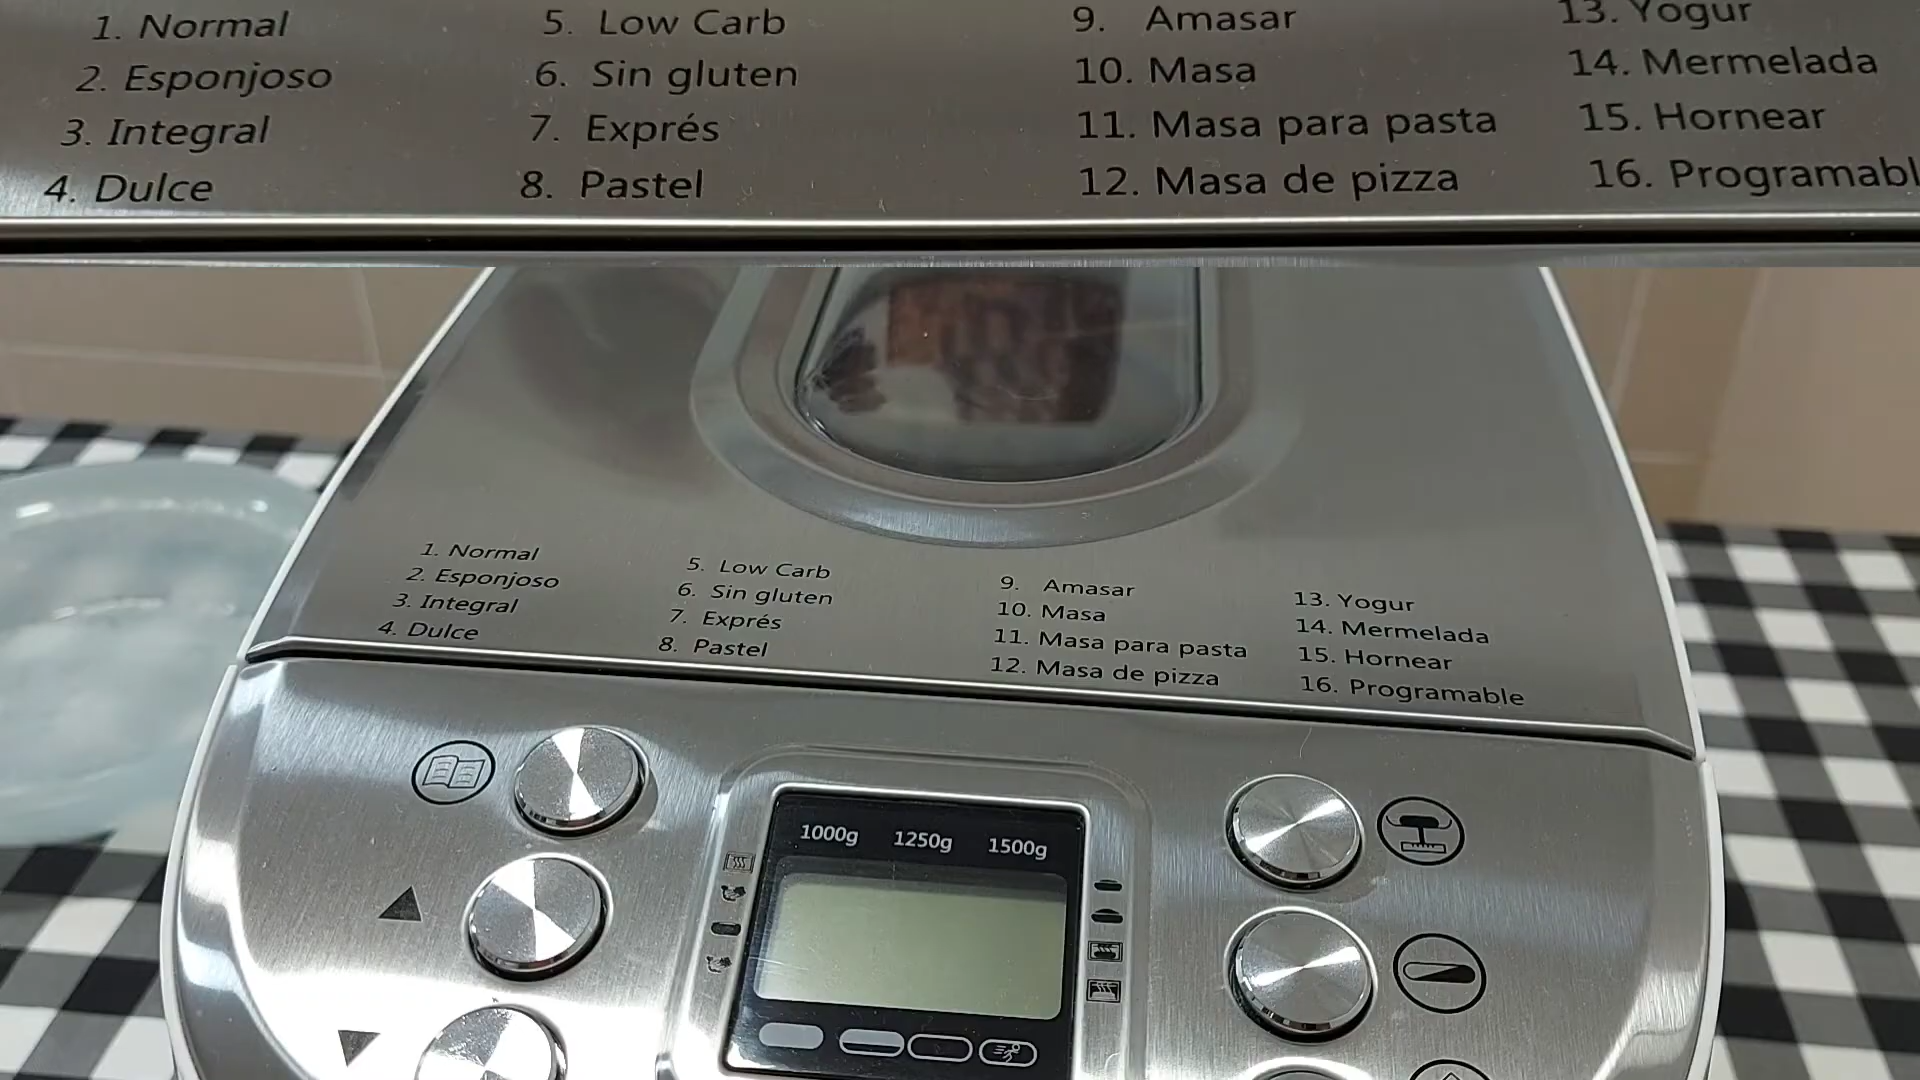 1. Normal
2. Esponjoso
3. Integral
4. Dulce
5. Low Carb
6. Sin gluten
7. Exprés
8. Pastel
9. Amasar
10. Masa
11. Masa para pasta
12. Masa de pizza
13. Yogur
14. Mermelada
15. Hornear
16. Programabl
1. Normal
2. Esponjoso
3. Integral
4. Dulce
5. Low Carb
6. Sin gluten
7. Exprés
8. Pastel
9. Amasar
10. Masa
11. Masa para pasta
12. Masa de pizza
13. Yogur
14. Mermelada
15. Hornear
16. Programable
1000g 1250g 1500g